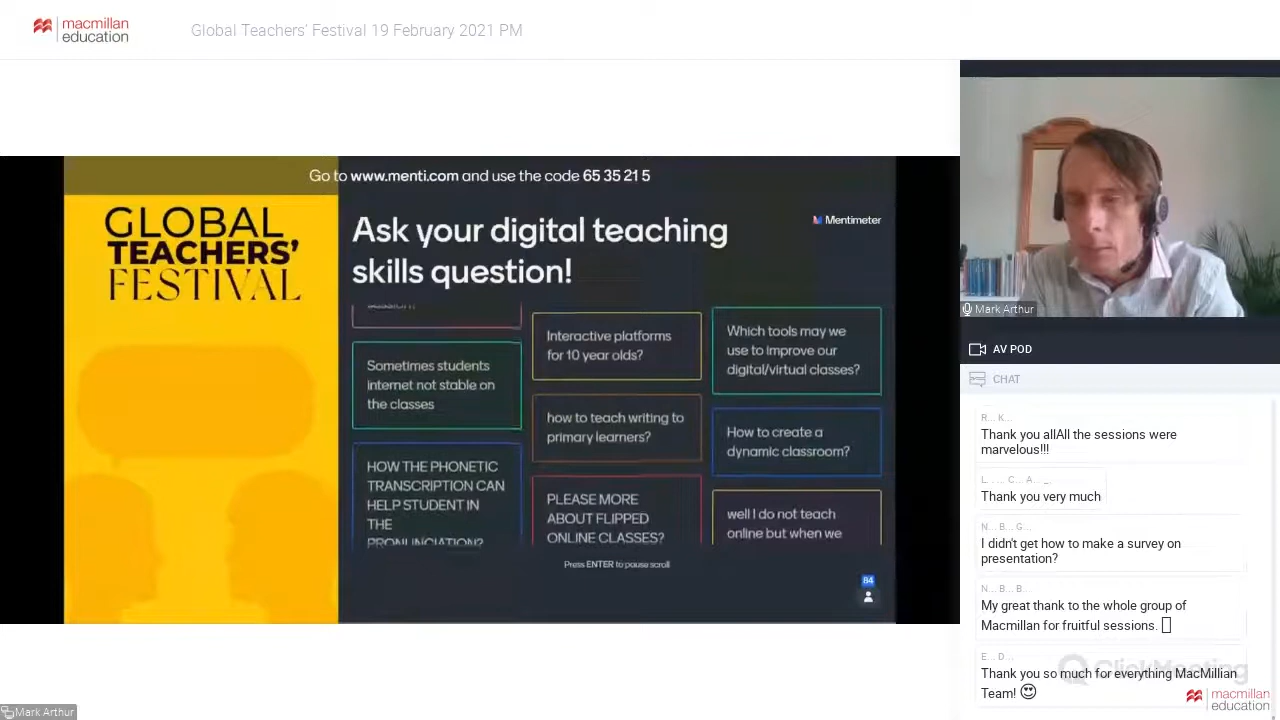 macmillan
education
Global Teachers' Festival 19 February 2021 PM
Go to www.menti.com and use the code 65 35 21 5
GLOBAL
TEACHERS'
FESTIVAL
Ask your digital teaching
skills question!
Mentimeter
Sometimes students
internet not stable on
the classes
HOW THE PHONETIC
TRANSCRIPTION CAN
HELP STUDENT IN
THE
PRONUNCIATION?
Interactive platforms
for 10 year olds?
how to teach writing to
primary learners?
PLEASE MORE
ABOUT FLIPPED
ONLINE CLASSES?
Which tools may we
use to improve our
digital/virtual classes?
How to create a
dynamic classroom?
well I do not teach
online but when we
Press ENTER to pause scroll
84
Mark Arthur
Mark Arthur
AV POD
CHAT
R... K...
Thank you allAll the sessions were
marvelous!!!
L... ... C... A... ...
Thank you very much
N... B... G...
I didn't get how to make a survey on
presentation?
N... B... B...
My great thank to the whole group of
Macmillan for fruitful sessions.
E... D...
Thank you so much for everything MacMillian
Team! 😍
ClickMeeting
macmillan
education